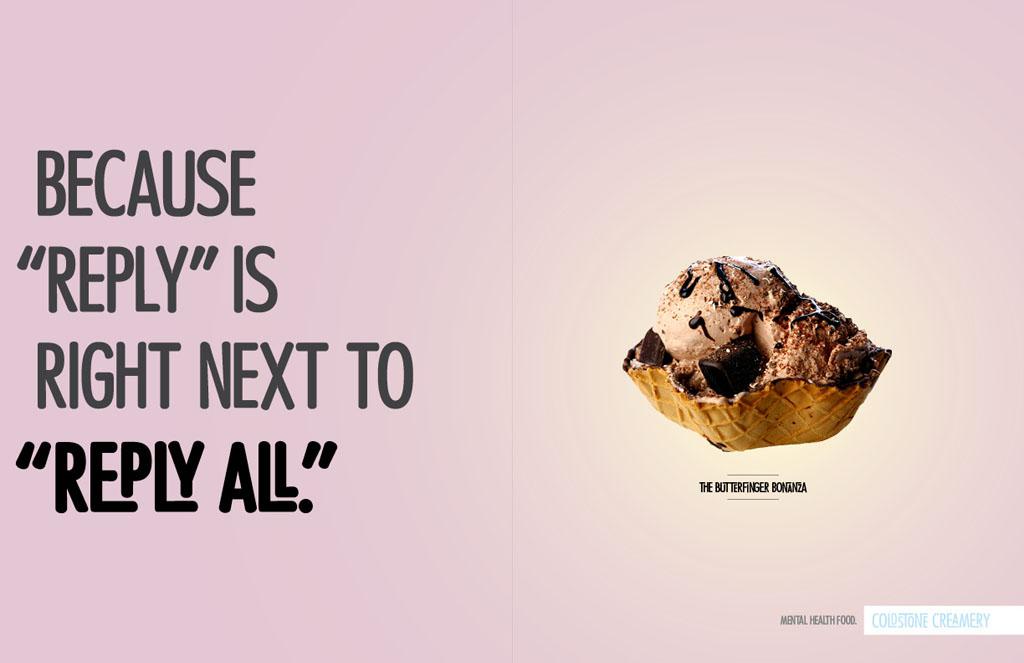 BECAUSE
“REPLY” IS
RIGHT NEXT TO
“REPLY ALL.”
THE BUTTERFINGER BONANZA
MENTAL HEALTH FOOD.
COLDSTONE CREAMERY